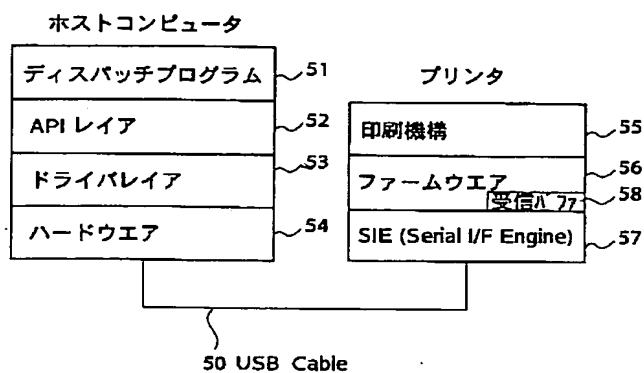 ホストコンピュータ
ディスパッチプログラム
51
API レイア
52
ドライバレイア
53
ハードウエア
54
プリンタ
印刷機構
55
ファームウエア
56
受信バファ
58
SIE (Serial I/F Engine)
57
50 USB Cable